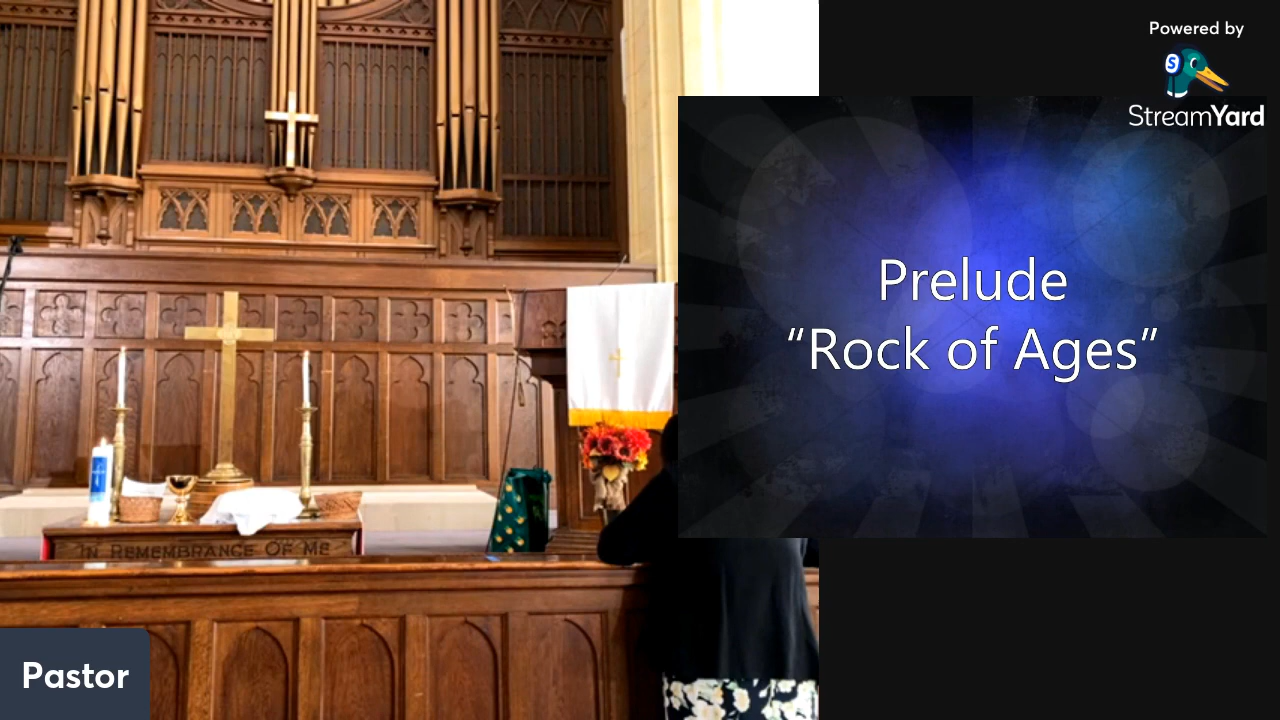 Powered by
StreamYard
Prelude
“Rock of Ages”
IN REMEMBRANCE OF ME
Pastor